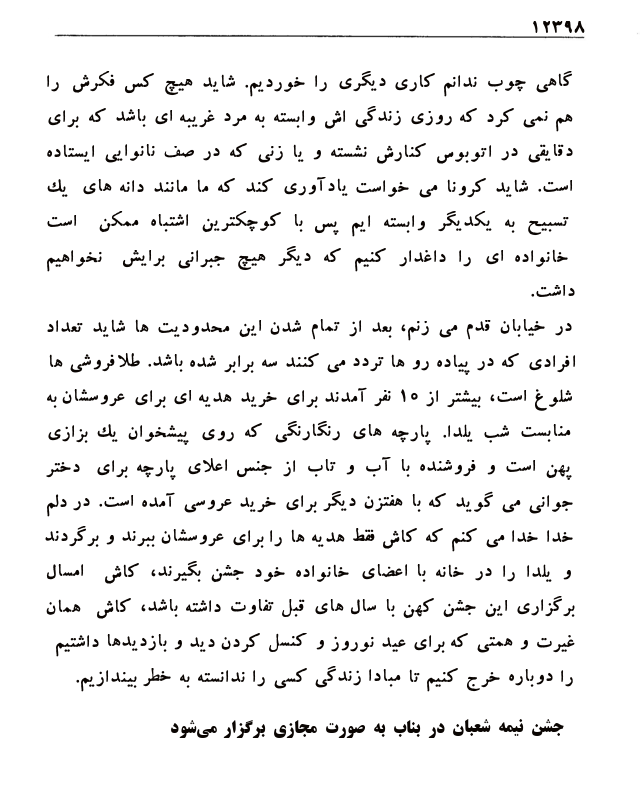 ۱۲۳۹۸
گاهی چوب ندانم کاری دیگری را خوردیم. شاید هیچ کس فکرش را
هم نمی کرد که روزی زندگی اش وابسته به مرد غریبه ای باشد که برای
دقایقی در اتوبوس کنارش نشسته و یا زنی که در صف نانوایی ایستاده
است. شاید کرونا می خواست یادآوری کند که ما مانند دانه های یك
تسبیح به یکدیگر وابسته ایم پس با کوچکترین اشتباه ممکن است
خانواده ای را داغدار کنیم که دیگر هیچ جبرانی برایش نخواهیم
داشت.
در خیابان قدم می زنم، بعد از تمام شدن این محدودیت ها شاید تعداد
افرادی که در پیاده رو ها تردد می کنند سه برابر شده باشد. طلافروشی ها
شلوغ است، بیشتر از ۱۰ نفر آمدند برای خرید هدیه ای برای عروسشان به
منابست شب یلدا. پارچه های رنگارنگی که روی پیشخوان یك بزازی
پهن است و فروشنده با آب و تاب از جنس اعلای پارچه برای دختر
جوانی می گوید که با هفتزن دیگر برای خرید عروسی آمده است. در دلم
خدا خدا می کنم که کاش فقط هدیه ها را برای عروسشان ببرند و برگردند
و یلدا را در خانه با اعضای خانواده خود جشن بگیرند، کاش امسال
برگزاری این جشن کهن با سال های قبل تفاوت داشته باشد، کاش همان
غیرت و همتی که برای عید نوروز و کنسل کردن دید و بازدیدها داشتیم
را دوباره خرج کنیم تا مبادا زندگی کسی را ندانسته به خطر بیندازیم.
جشن نیمه شعبان در بناب به صورت مجازی برگزار می‌شود